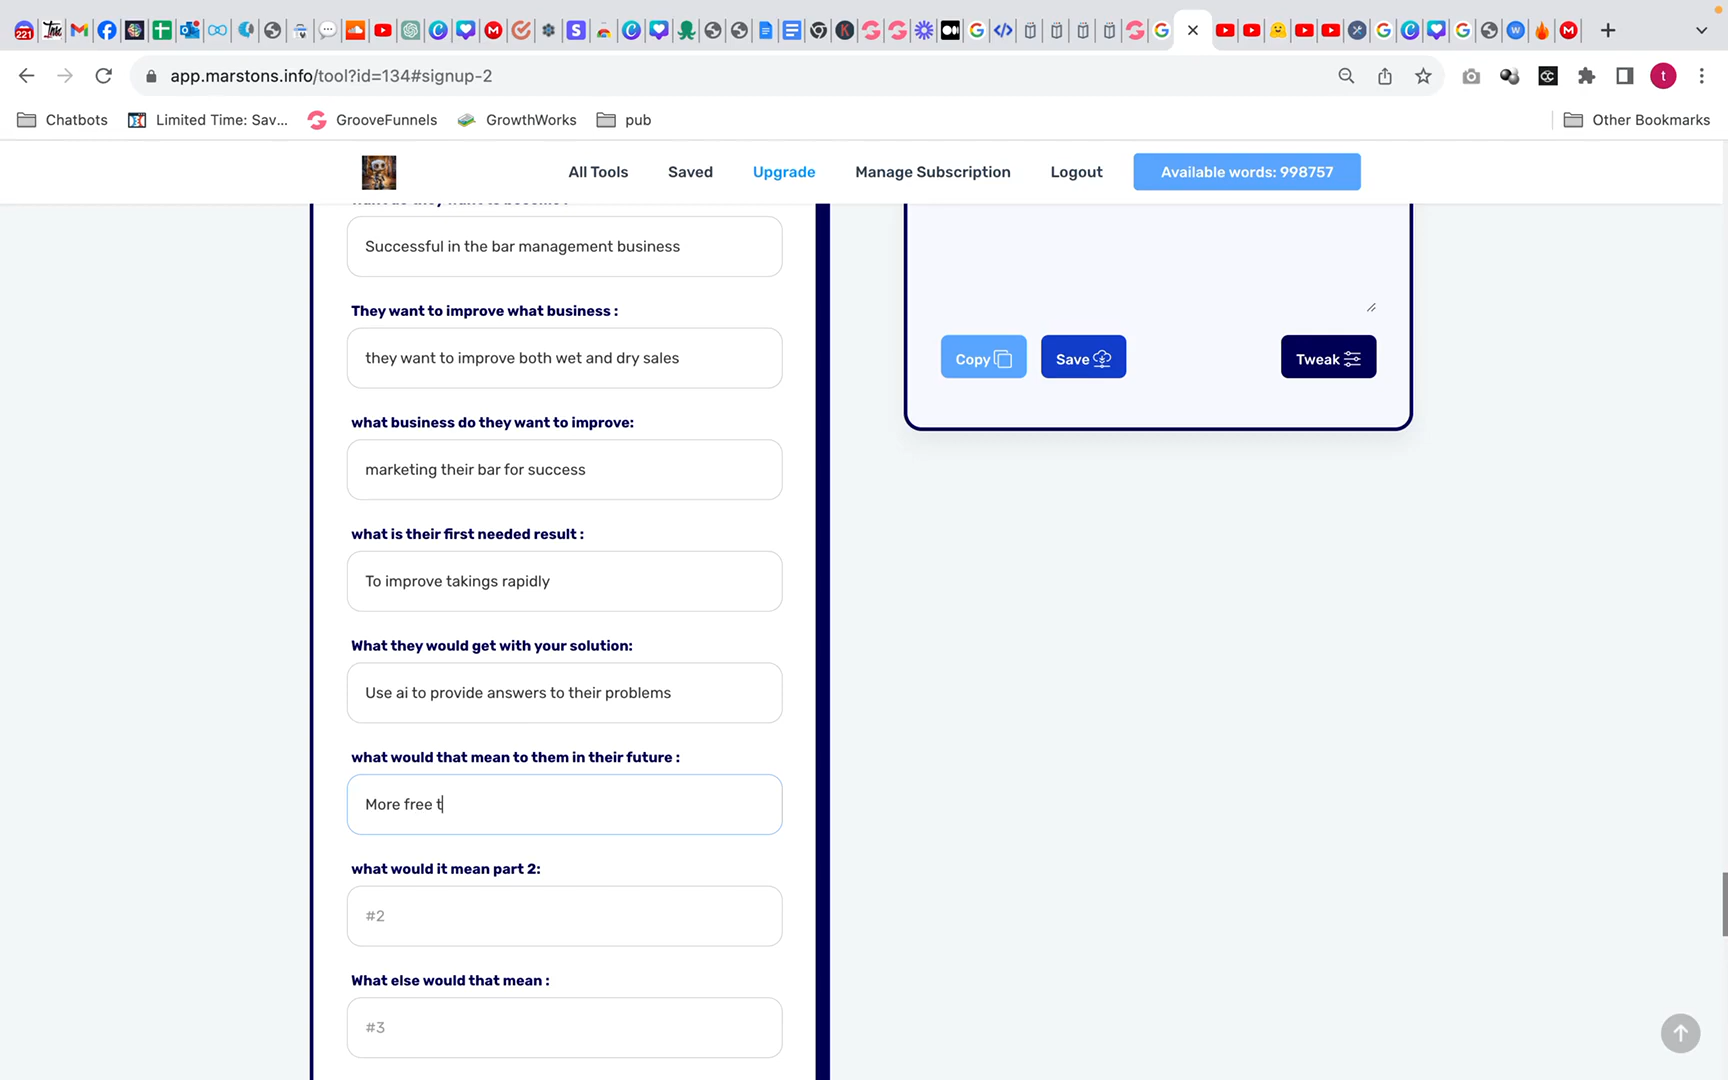 221
app.marstons.info/tool?id=134#signup-2
t
Chatbots
Limited Time: Sav...
GrooveFunnels
GrowthWorks
pub
Other Bookmarks
All Tools
Saved
Upgrade
Manage Subscription
Logout
Available words: 998757
Successful in the bar management business
They want to improve what business :
they want to improve both wet and dry sales
what business do they want to improve:
marketing their bar for success
what is their first needed result :
To improve takings rapidly
What they would get with your solution:
Use ai to provide answers to their problems
what would that mean to them in their future :
More free t
what would it mean part 2:
#2
What else would that mean :
#3
Copy
Save
Tweak